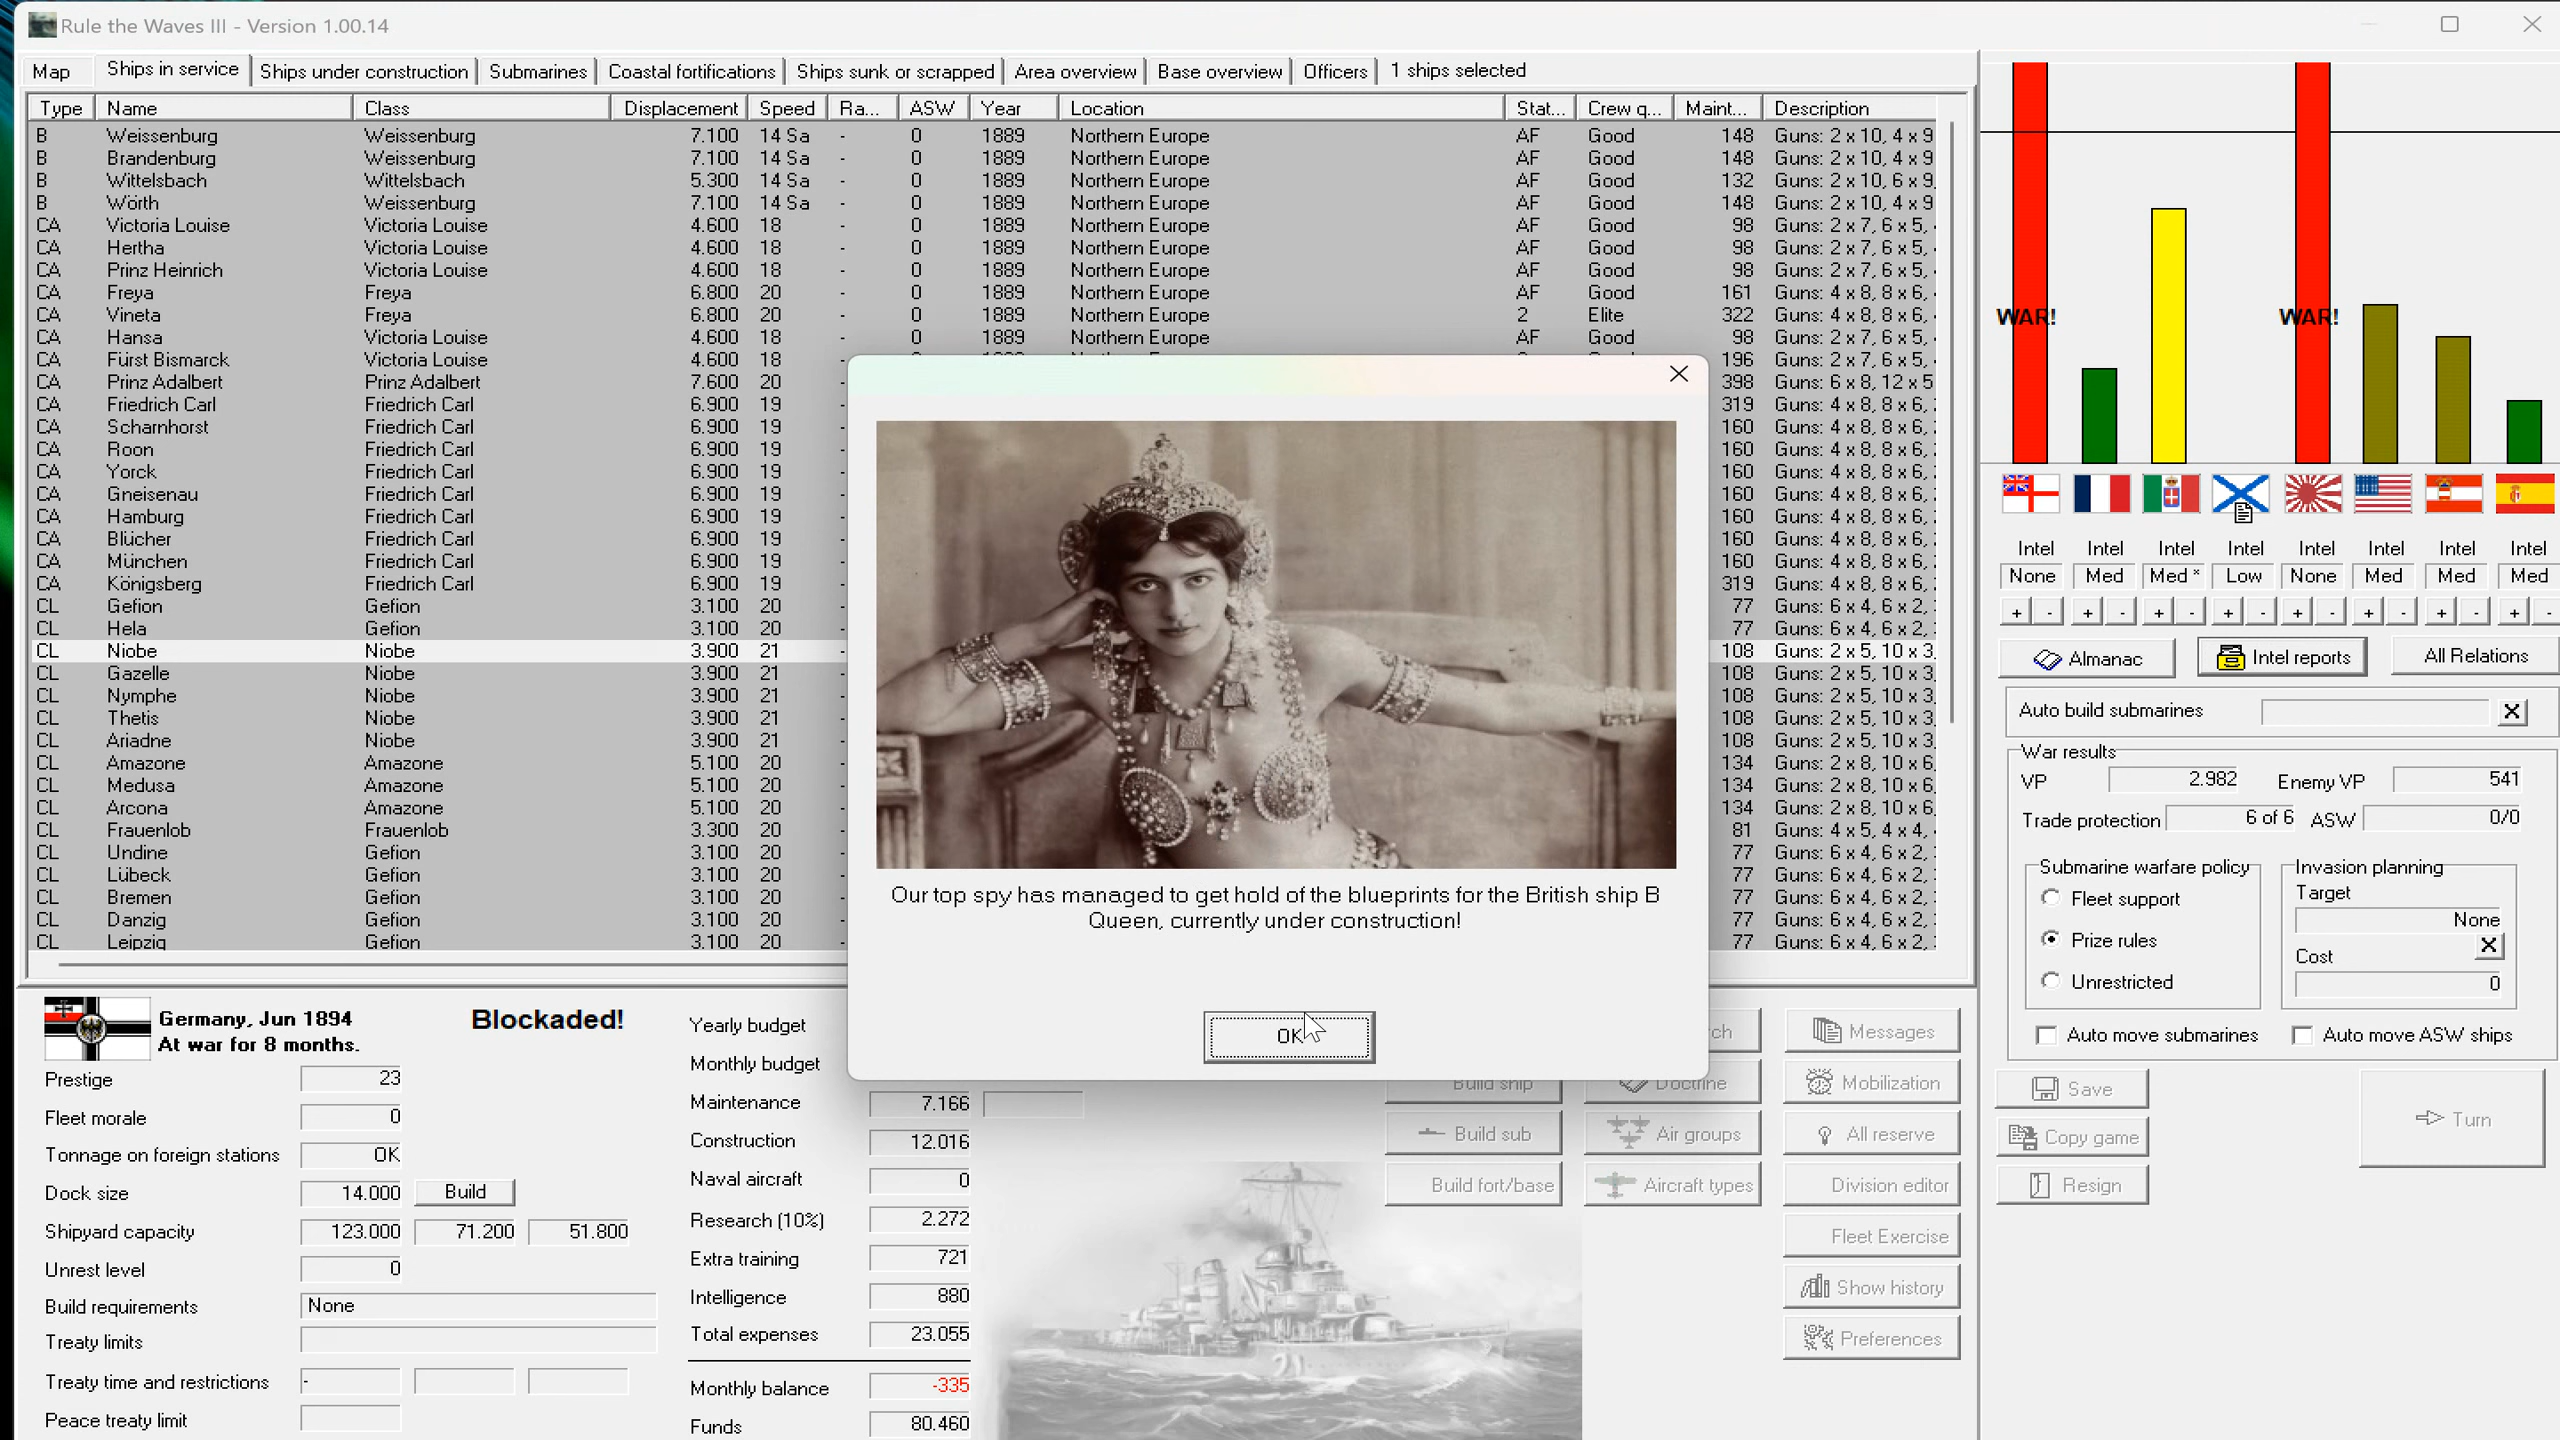 Rule the Waves III - Version 1.00.14
Map Ships in service Ships under construction Submarines Coastal fortifications Ships sunk or scrapped Area overview Base overview Officers 1 ships selected
Type Name Class Displacement Speed Ra... ASW Year Location Stat... Crew q... Maint... Description
B Weissenburg Weissenburg 7.100 14 Sa - 0 1889 Northern Europe AF Good 148 Guns: 2 x 10, 4 x 9
B Brandenburg Weissenburg 7.100 14 Sa - 0 1889 Northern Europe AF Good 148 Guns: 2 x 10, 4 x 9
B Wittelsbach Wittelsbach 5.300 14 Sa - 0 1889 Northern Europe AF Good 132 Guns: 2 x 10, 6 x 9,
B Wörth Weissenburg 7.100 14 Sa - 0 1889 Northern Europe AF Good 148 Guns: 2 x 10, 4 x 9
CA Victoria Louise Victoria Louise 4.600 18 - 0 1889 Northern Europe AF Good 98 Guns: 2 x 7, 6 x 5,
CA Hertha Victoria Louise 4.600 18 - 0 1889 Northern Europe AF Good 98 Guns: 2 x 7, 6 x 5,
CA Prinz Heinrich Victoria Louise 4.600 18 - 0 1889 Northern Europe AF Good 98 Guns: 2 x 7, 6 x 5,
CA Freya Freya 6.800 20 - 0 1889 Northern Europe AF Good 161 Guns: 4 x 8, 8 x 6,
CA Vineta Freya 6.800 20 - 0 1889 Northern Europe 2 Elite 322 Guns: 4 x 8, 8 x 6,
CA Hansa Victoria Louise 4.600 18 - 0 1889 Northern Europe AF Good 98 Guns: 2 x 7, 6 x 5,
CA Fürst Bismarck Victoria Louise 4.600 18 196 Guns: 2 x 7, 6 x 5,
CA Prinz Adalbert Prinz Adalbert 7.600 20 398 Guns: 6 x 8, 12 x 5
CA Friedrich Carl Friedrich Carl 6.900 19 319 Guns: 4 x 8, 8 x 6,
CA Scharnhorst Friedrich Carl 6.900 19 160 Guns: 4 x 8, 8 x 6,
CA Roon Friedrich Carl 6.900 19 160 Guns: 4 x 8, 8 x 6,
CA Yorck Friedrich Carl 6.900 19 160 Guns: 4 x 8, 8 x 6,
CA Gneisenau Friedrich Carl 6.900 19 160 Guns: 4 x 8, 8 x 6,
CA Hamburg Friedrich Carl 6.900 19 160 Guns: 4 x 8, 8 x 6,
CA Blücher Friedrich Carl 6.900 19 160 Guns: 4 x 8, 8 x 6,
CA München Friedrich Carl 6.900 19 160 Guns: 4 x 8, 8 x 6,
CA Königsberg Friedrich Carl 6.900 19 319 Guns: 4 x 8, 8 x 6,
CL Gefion Gefion 3.100 20 77 Guns: 6 x 4, 6 x 2,
CL Hela Gefion 3.100 20 77 Guns: 6 x 4, 6 x 2,
CL Niobe Niobe 3.900 21 108 Guns: 2 x 5, 10 x 3,
CL Gazelle Niobe 3.900 21 108 Guns: 2 x 5, 10 x 3,
CL Nymphe Niobe 3.900 21 108 Guns: 2 x 5, 10 x 3,
CL Thetis Niobe 3.900 21 108 Guns: 2 x 5, 10 x 3,
CL Ariadne Niobe 3.900 21 108 Guns: 2 x 5, 10 x 3,
CL Amazone Amazone 5.100 20 134 Guns: 2 x 8, 10 x 6,
CL Medusa Amazone 5.100 20 134 Guns: 2 x 8, 10 x 6,
CL Arcona Amazone 5.100 20 134 Guns: 2 x 8, 10 x 6,
CL Frauenlob Frauenlob 3.300 20 81 Guns: 4 x 5, 4 x 4,
CL Undine Gefion 3.100 20 77 Guns: 6 x 4, 6 x 2,
CL Lübeck Gefion 3.100 20 77 Guns: 6 x 4, 6 x 2,
CL Bremen Gefion 3.100 20 77 Guns: 6 x 4, 6 x 2,
CL Danzig Gefion 3.100 20 77 Guns: 6 x 4, 6 x 2,
CL Leipzig Gefion 3.100 20 77 Guns: 6 x 4, 6 x 2,
Our top spy has managed to get hold of the blueprints for the British ship B
Queen, currently under construction!
OK
WAR! WAR!
Intel Intel Intel Intel Intel Intel Intel Intel
None Med Med * Low None Med Med Med
+ - + - + - + - + - + - + - + -
Almanac Intel reports All Relations
Auto build submarines X
War results
VP 2.982 Enemy VP 541
Trade protection 6 of 6 ASW 0/0
Submarine warfare policy Invasion planning
Fleet support Target
None
Prize rules Cost X
Unrestricted 0
Auto move submarines Auto move ASW ships
Save
Copy game
Resign
Turn
Germany, Jun 1894
At war for 8 months.
Blockaded!
Prestige 23
Fleet morale 0
Tonnage on foreign stations OK
Dock size 14.000 Build
Shipyard capacity 123.000 71.200 51.800
Unrest level 0
Build requirements None
Treaty limits
Treaty time and restrictions -
Peace treaty limit
Yearly budget
Monthly budget
Maintenance 7.166
Construction 12.016
Naval aircraft 0
Research (10%) 2.272
Extra training 721
Intelligence 880
Total expenses 23.055
Monthly balance -335
Funds 80.460
rch Messages
Build ship Doctrine Mobilization
Build sub Air groups All reserve
Build fort/base Aircraft types Division editor
Fleet Exercise
Show history
Preferences